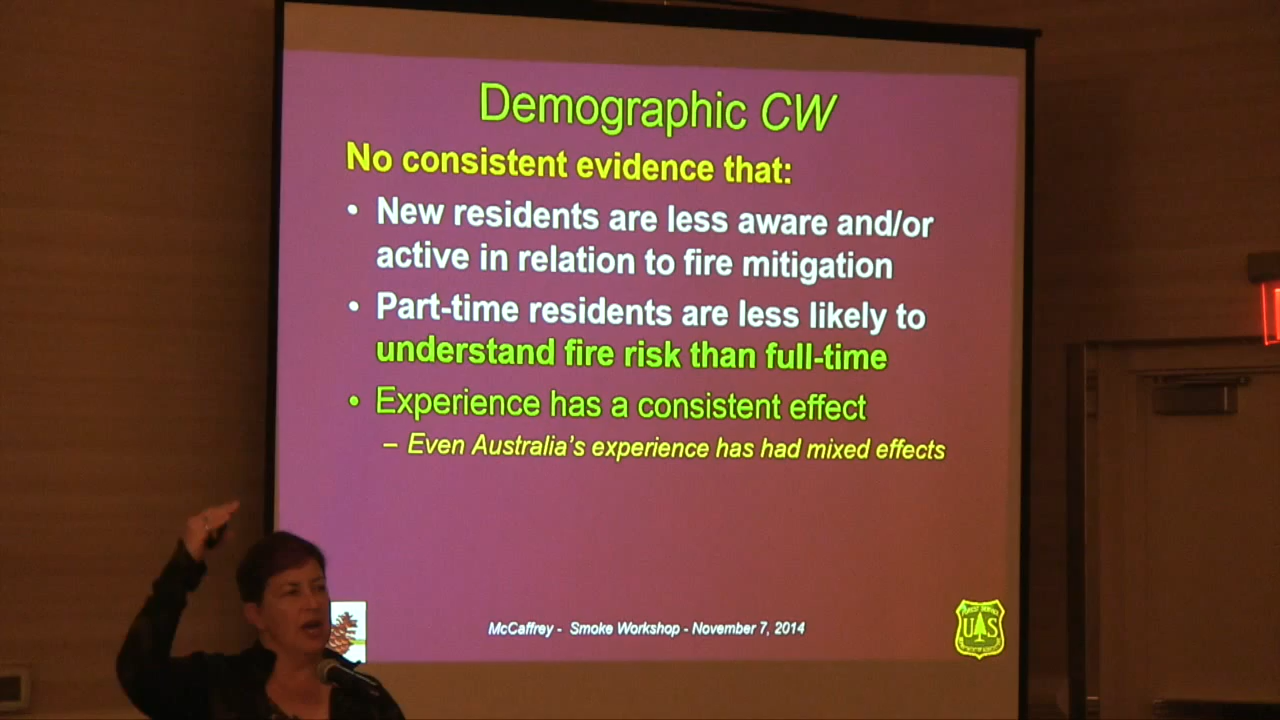 Demographic CW
No consistent evidence that:
• New residents are less aware and/or
active in relation to fire mitigation
• Part-time residents are less likely to
understand fire risk than full-time
• Experience has a consistent effect
– Even Australia's experience has had mixed effects
McCaffrey - Smoke Workshop - November 7, 2014
FOREST SERVICE
U S